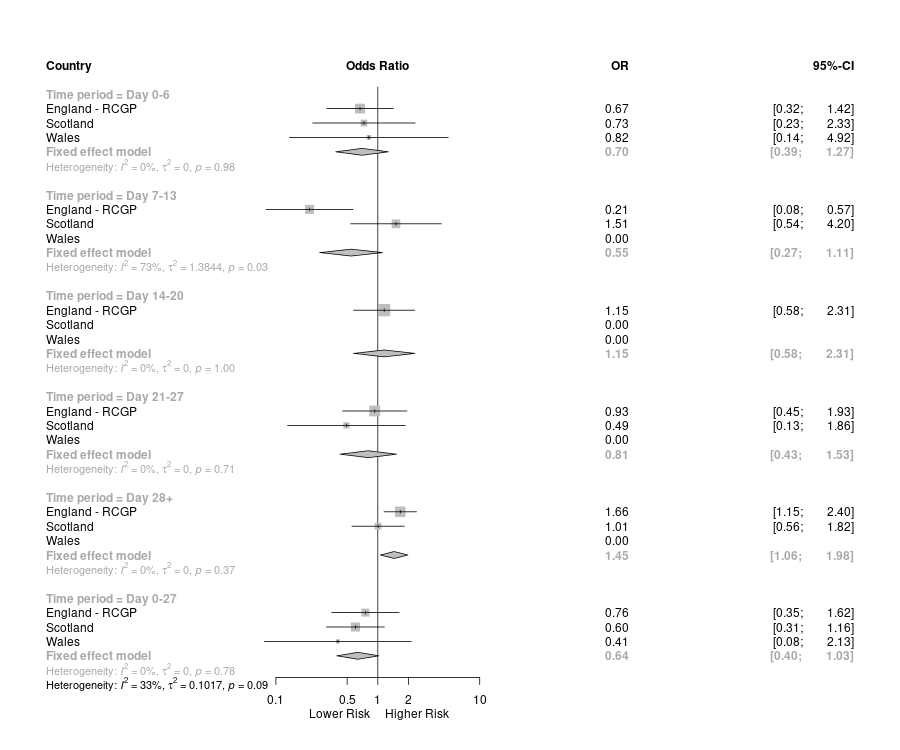 Country Odds Ratio OR 95%-CI
Time period = Day 0-6
England - RCGP 0.67 [0.32; 1.42]
Scotland 0.73 [0.23; 2.33]
Wales 0.82 [0.14; 4.92]
Fixed effect model 0.70 [0.39; 1.27]
Heterogeneity: I² = 0%, τ² = 0, p = 0.98
Time period = Day 7-13
England - RCGP 0.21 [0.08; 0.57]
Scotland 1.51 [0.54; 4.20]
Wales 0.00
Fixed effect model 0.55 [0.27; 1.11]
Heterogeneity: I² = 73%, τ² = 1.3844, p = 0.03
Time period = Day 14-20
England - RCGP 1.15 [0.58; 2.31]
Scotland 0.00
Wales 0.00
Fixed effect model 1.15 [0.58; 2.31]
Heterogeneity: I² = 0%, τ² = 0, p = 1.00
Time period = Day 21-27
England - RCGP 0.93 [0.45; 1.93]
Scotland 0.49 [0.13; 1.86]
Wales 0.00
Fixed effect model 0.81 [0.43; 1.53]
Heterogeneity: I² = 0%, τ² = 0, p = 0.71
Time period = Day 28+
England - RCGP 1.66 [1.15; 2.40]
Scotland 1.01 [0.56; 1.82]
Wales 0.00
Fixed effect model 1.45 [1.06; 1.98]
Heterogeneity: I² = 0%, τ² = 0, p = 0.37
Time period = Day 0-27
England - RCGP 0.76 [0.35; 1.62]
Scotland 0.60 [0.31; 1.16]
Wales 0.41 [0.08; 2.13]
Fixed effect model 0.64 [0.40; 1.03]
Heterogeneity: I² = 0%, τ² = 0, p = 0.78
Heterogeneity: I² = 33%, τ² = 0.1017, p = 0.09
0.1 0.5 1 2 10
Lower Risk Higher Risk